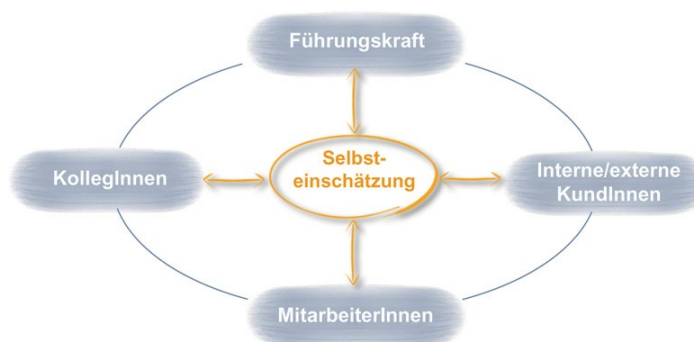 Führungskraft
KollegInnen
Selbst-
einschätzung
Interne/externe
KundInnen
MitarbeiterInnen